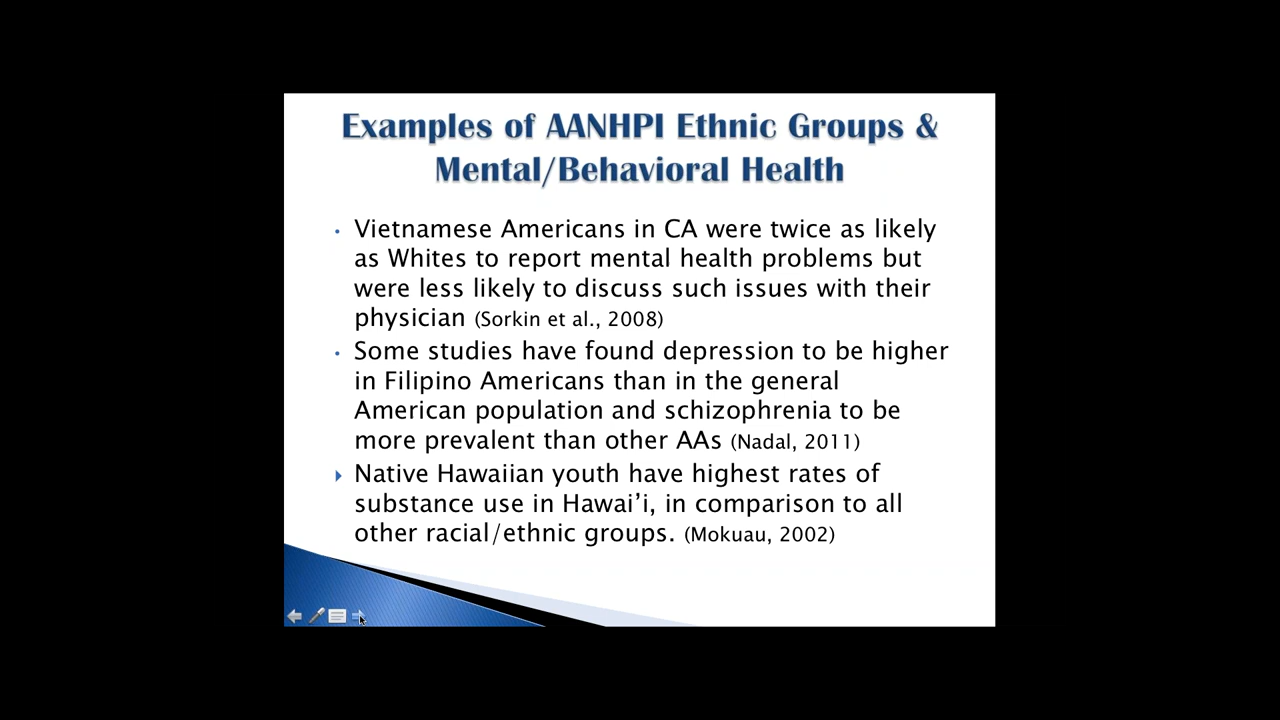 Examples of AANHPI Ethnic Groups &
Mental/Behavioral Health
• Vietnamese Americans in CA were twice as likely
as Whites to report mental health problems but
were less likely to discuss such issues with their
physician (Sorkin et al., 2008)
• Some studies have found depression to be higher
in Filipino Americans than in the general
American population and schizophrenia to be
more prevalent than other AAs (Nadal, 2011)
Native Hawaiian youth have highest rates of
substance use in Hawai’i, in comparison to all
other racial/ethnic groups. (Mokuau, 2002)